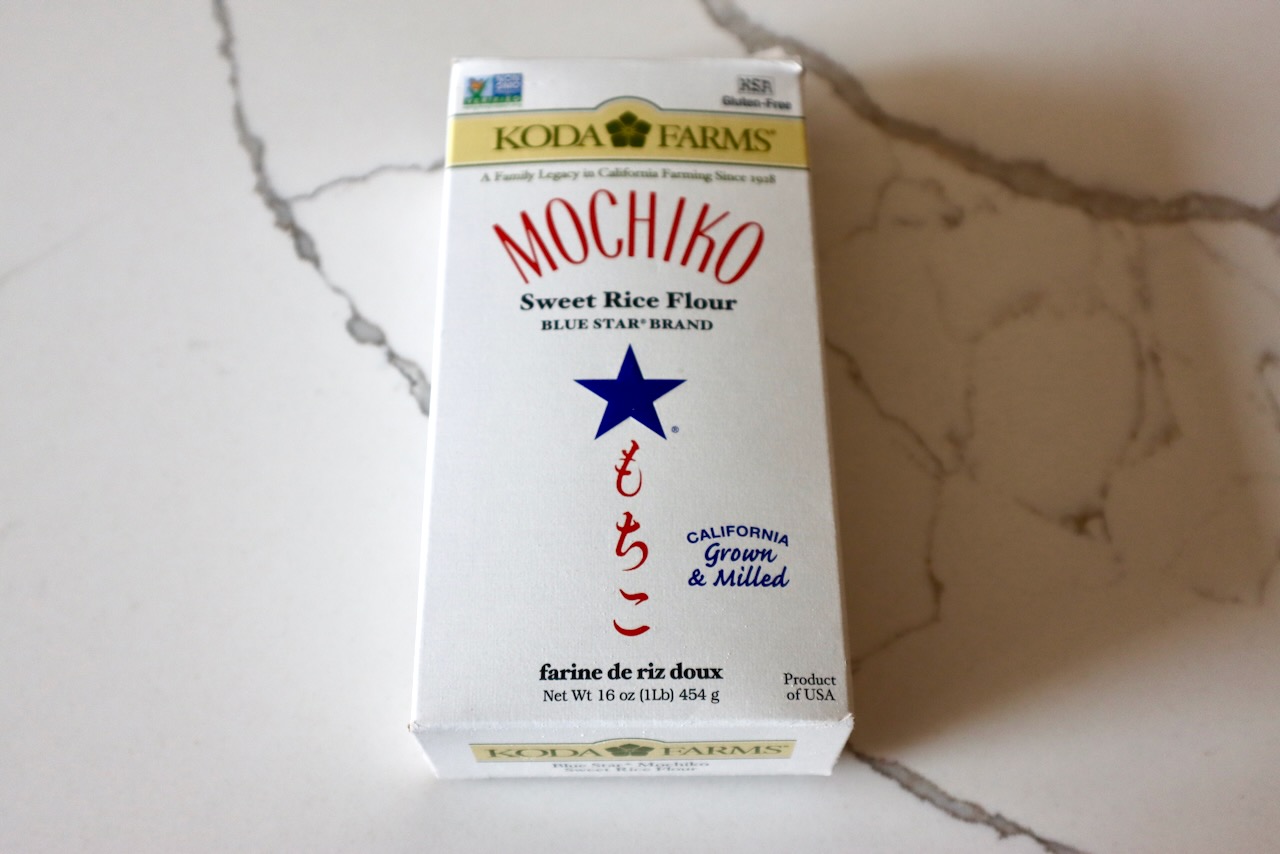 NSF
Gluten-Free
KODA FARMS®
A Family Legacy in California Farming Since 1928
MOCHIKO
Sweet Rice Flour
BLUE STAR® BRAND
®
もちこ
CALIFORNIA
Grown
& Milled
farine de riz doux
Net Wt 16 oz (1Lb) 454 g
Product
of USA
KODA FARMS®
Blue Star® Mochiko
Sweet Rice Flour